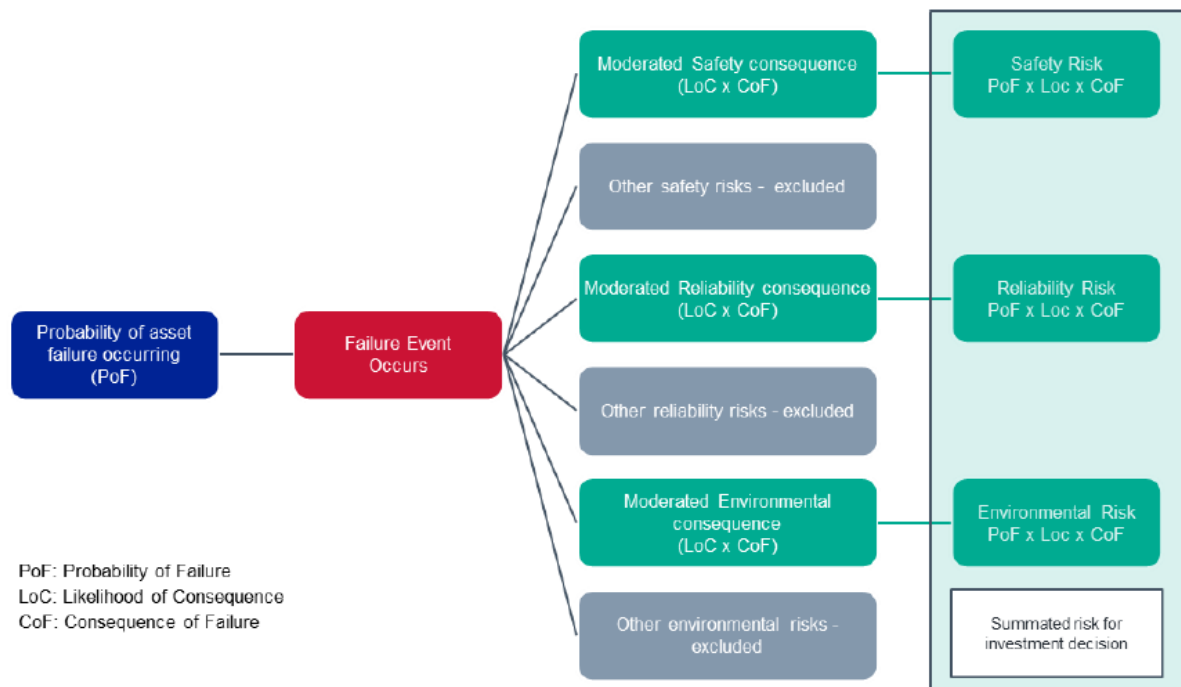 Probability of asset
failure occurring
(PoF)
Failure Event
Occurs
Moderated Safety consequence
(LoC x CoF)
Safety Risk
PoF x Loc x CoF
Other safety risks - excluded
Moderated Reliability consequence
(LoC x CoF)
Reliability Risk
PoF x Loc x CoF
Other reliability risks - excluded
Moderated Environmental
consequence
(LoC x CoF)
Environmental Risk
PoF x Loc x CoF
Other environmental risks -
excluded
Summated risk for
investment decision
PoF: Probability of Failure
LoC: Likelihood of Consequence
CoF: Consequence of Failure